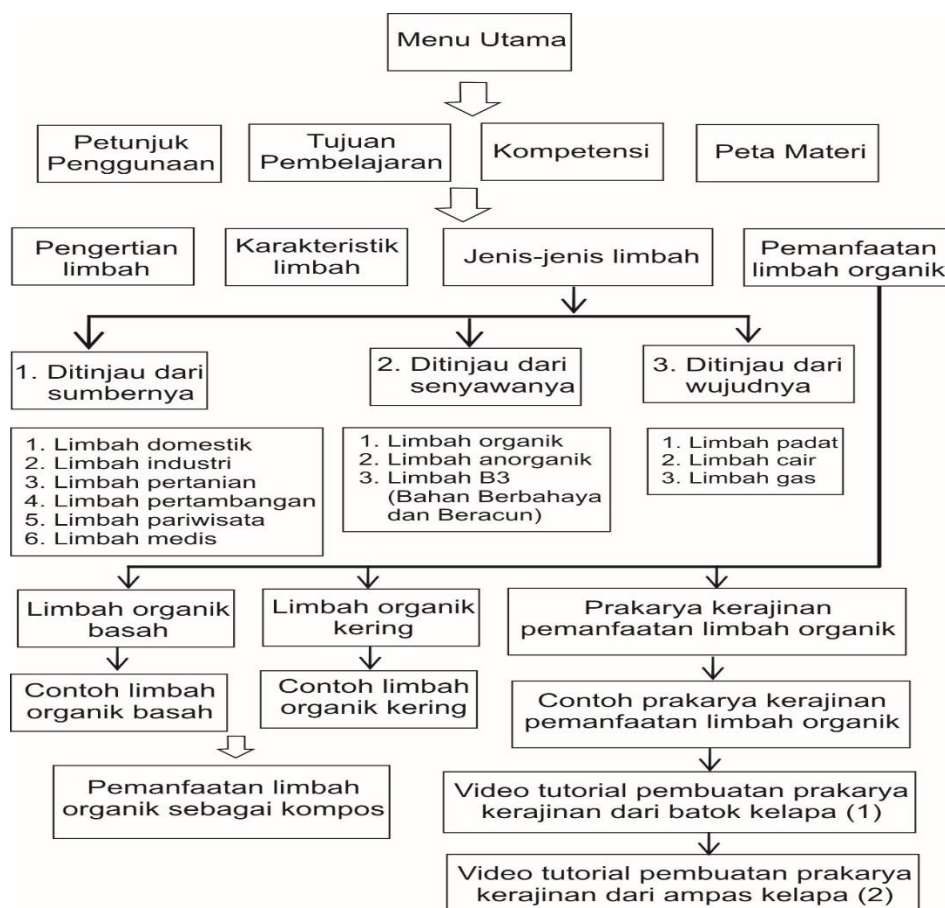 Menu Utama
Petunjuk
Penggunaan
Tujuan
Pembelajaran
Kompetensi
Peta Materi
Pengertian
limbah
Karakteristik
limbah
Jenis-jenis limbah
Pemanfaatan
limbah organik
1. Ditinjau dari
sumbernya
2. Ditinjau dari
senyawanya
3. Ditinjau dari
wujudnya
1. Limbah domestik
2. Limbah industri
3. Limbah pertanian
4. Limbah pertambangan
5. Limbah pariwisata
6. Limbah medis
1. Limbah organik
2. Limbah anorganik
3. Limbah B3
(Bahan Berbahaya
dan Beracun)
1. Limbah padat
2. Limbah cair
3. Limbah gas
Limbah organik
basah
Limbah organik
kering
Prakarya kerajinan
pemanfaatan limbah organik
Contoh limbah
organik basah
Contoh limbah
organik kering
Contoh prakarya kerajinan
pemanfaatan limbah organik
Pemanfaatan limbah
organik sebagai kompos
Video tutorial pembuatan prakarya
kerajinan dari batok kelapa (1)
Video tutorial pembuatan prakarya
kerajinan dari ampas kelapa (2)